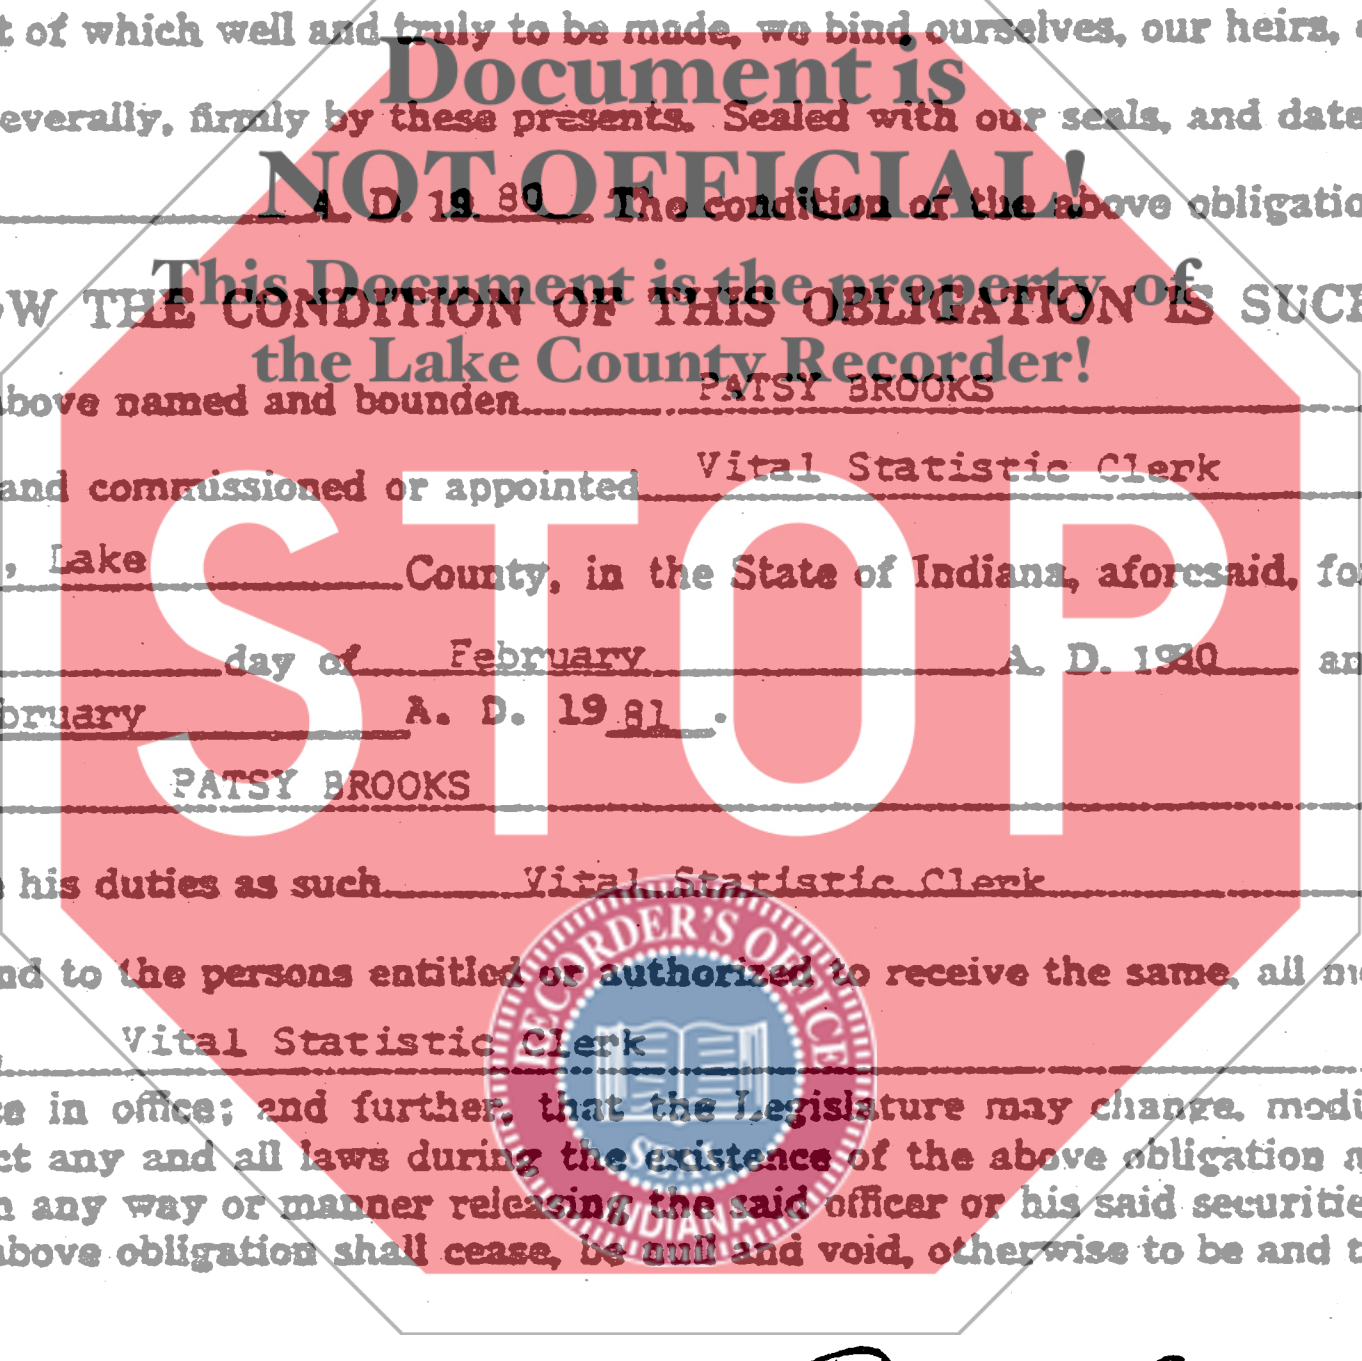 t of which well and truly to be made, we bind ourselves, our heirs,
Document is
everally, firmly by these presents. Sealed with our seals, and date
NOT OFFICIAL!
A. D. 19 80 The condition of the above obligatio
This Document is the property of
OW THE CONDITION OF THIS OBLIGATION IS SUCH
the Lake County Recorder!
bove named and bounden PATSY BROOKS
and commissioned or appointed Vital Statistic Clerk
, Lake County, in the State of Indiana, aforesaid, for
day of February A. D. 1980 an
bruary A. D. 19 81.
STOP
PATSY BROOKS
his duties as such Vital Statistic Clerk
RECORDER'S OFFICE
nd to the persons entitled or authorized to receive the same, all
Vital Statistic Clerk
ce in office; and further, that the Legislature may change, modi
ct any and all laws during the existence of the above obligation
SEAL
n any way or manner releasing the said officer or his said securitie
INDIANA
above obligation shall cease, be null and void, otherwise to be and